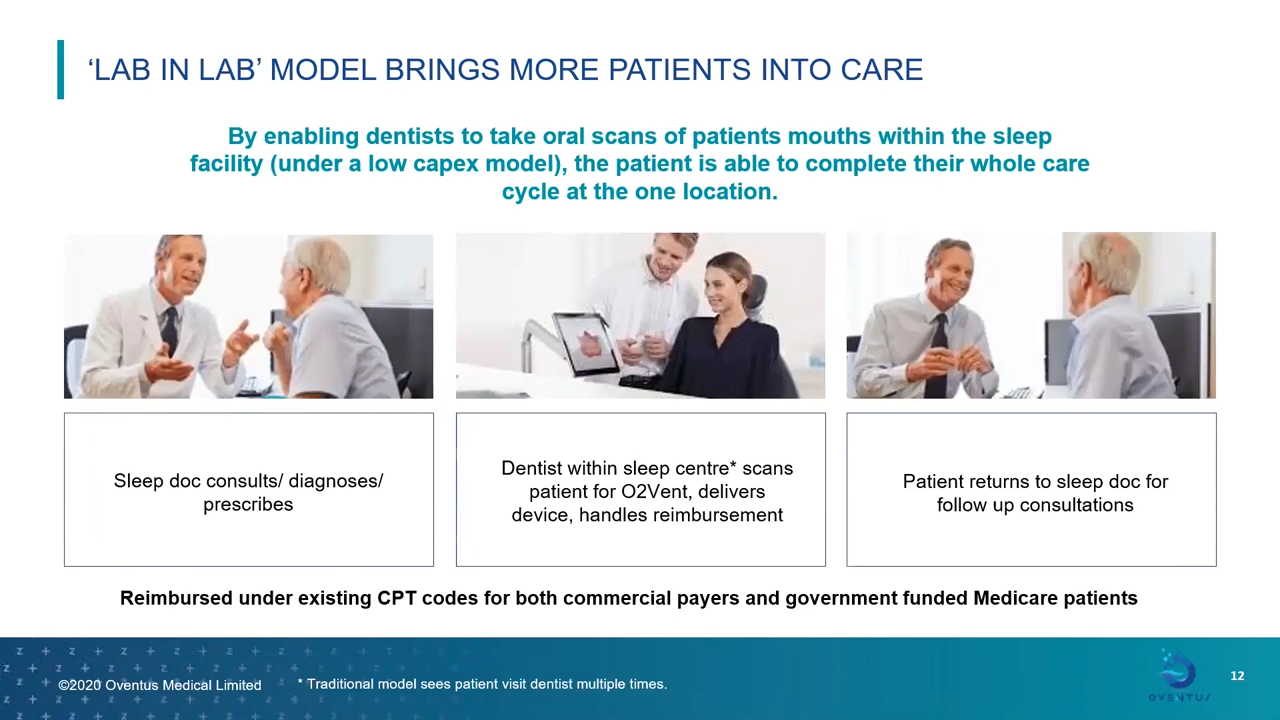 ‘LAB IN LAB’ MODEL BRINGS MORE PATIENTS INTO CARE
By enabling dentists to take oral scans of patients mouths within the sleep
facility (under a low capex model), the patient is able to complete their whole care
cycle at the one location.
Sleep doc consults/ diagnoses/
prescribes
Dentist within sleep centre* scans
patient for O2Vent, delivers
device, handles reimbursement
Patient returns to sleep doc for
follow up consultations
Reimbursed under existing CPT codes for both commercial payers and government funded Medicare patients
©2020 Oventus Medical Limited
* Traditional model sees patient visit dentist multiple times.
OVENTUS
12